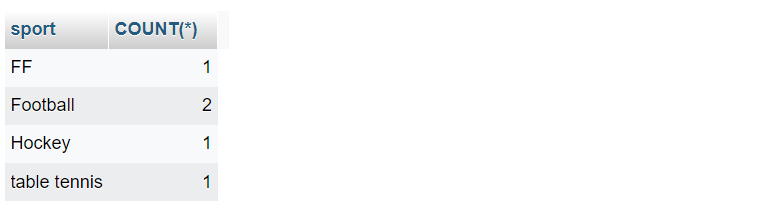 sport COUNT(*)
FF 1
Football 2
Hockey 1
table tennis 1